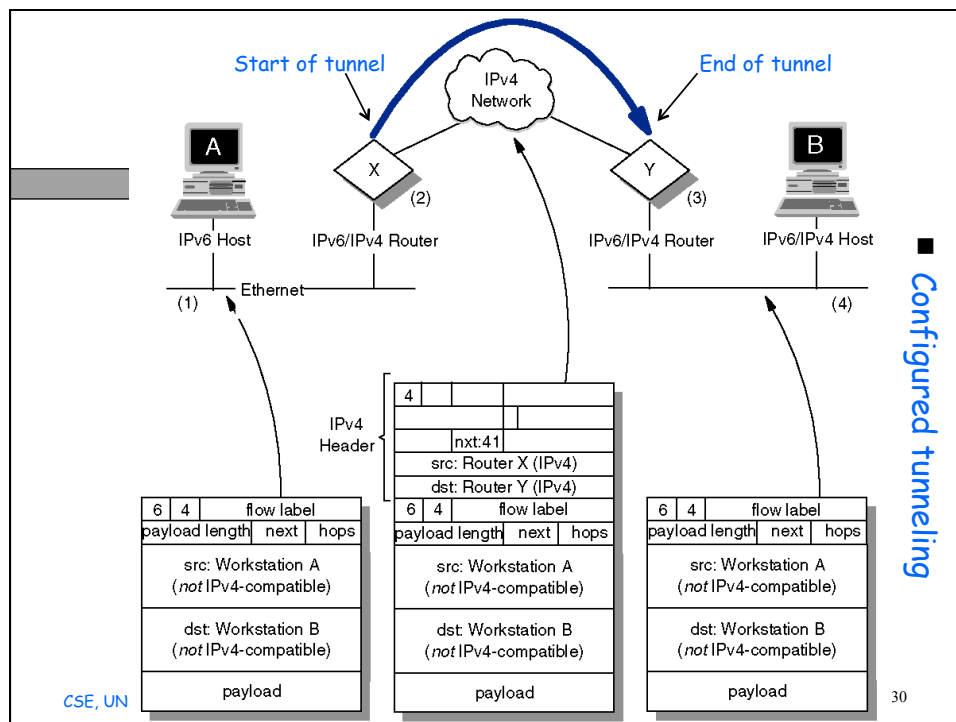 Start of tunnel
End of tunnel
IPv4
Network
A
X
Y
B
(2)
(3)
IPv6 Host
IPv6/IPv4 Router
IPv6/IPv4 Router
IPv6/IPv4 Host
(1)
Ethernet
(4)
■ Configured tunneling
IPv4
Header
4
nxt:41
src: Router X (IPv4)
dst: Router Y (IPv4)
6 4 flow label
payload length next hops
src: Workstation A
(not IPv4-compatible)
dst: Workstation B
(not IPv4-compatible)
payload
6 4 flow label
payload length next hops
src: Workstation A
(not IPv4-compatible)
dst: Workstation B
(not IPv4-compatible)
payload
6 4 flow label
payload length next hops
src: Workstation A
(not IPv4-compatible)
dst: Workstation B
(not IPv4-compatible)
payload
CSE, UN
30